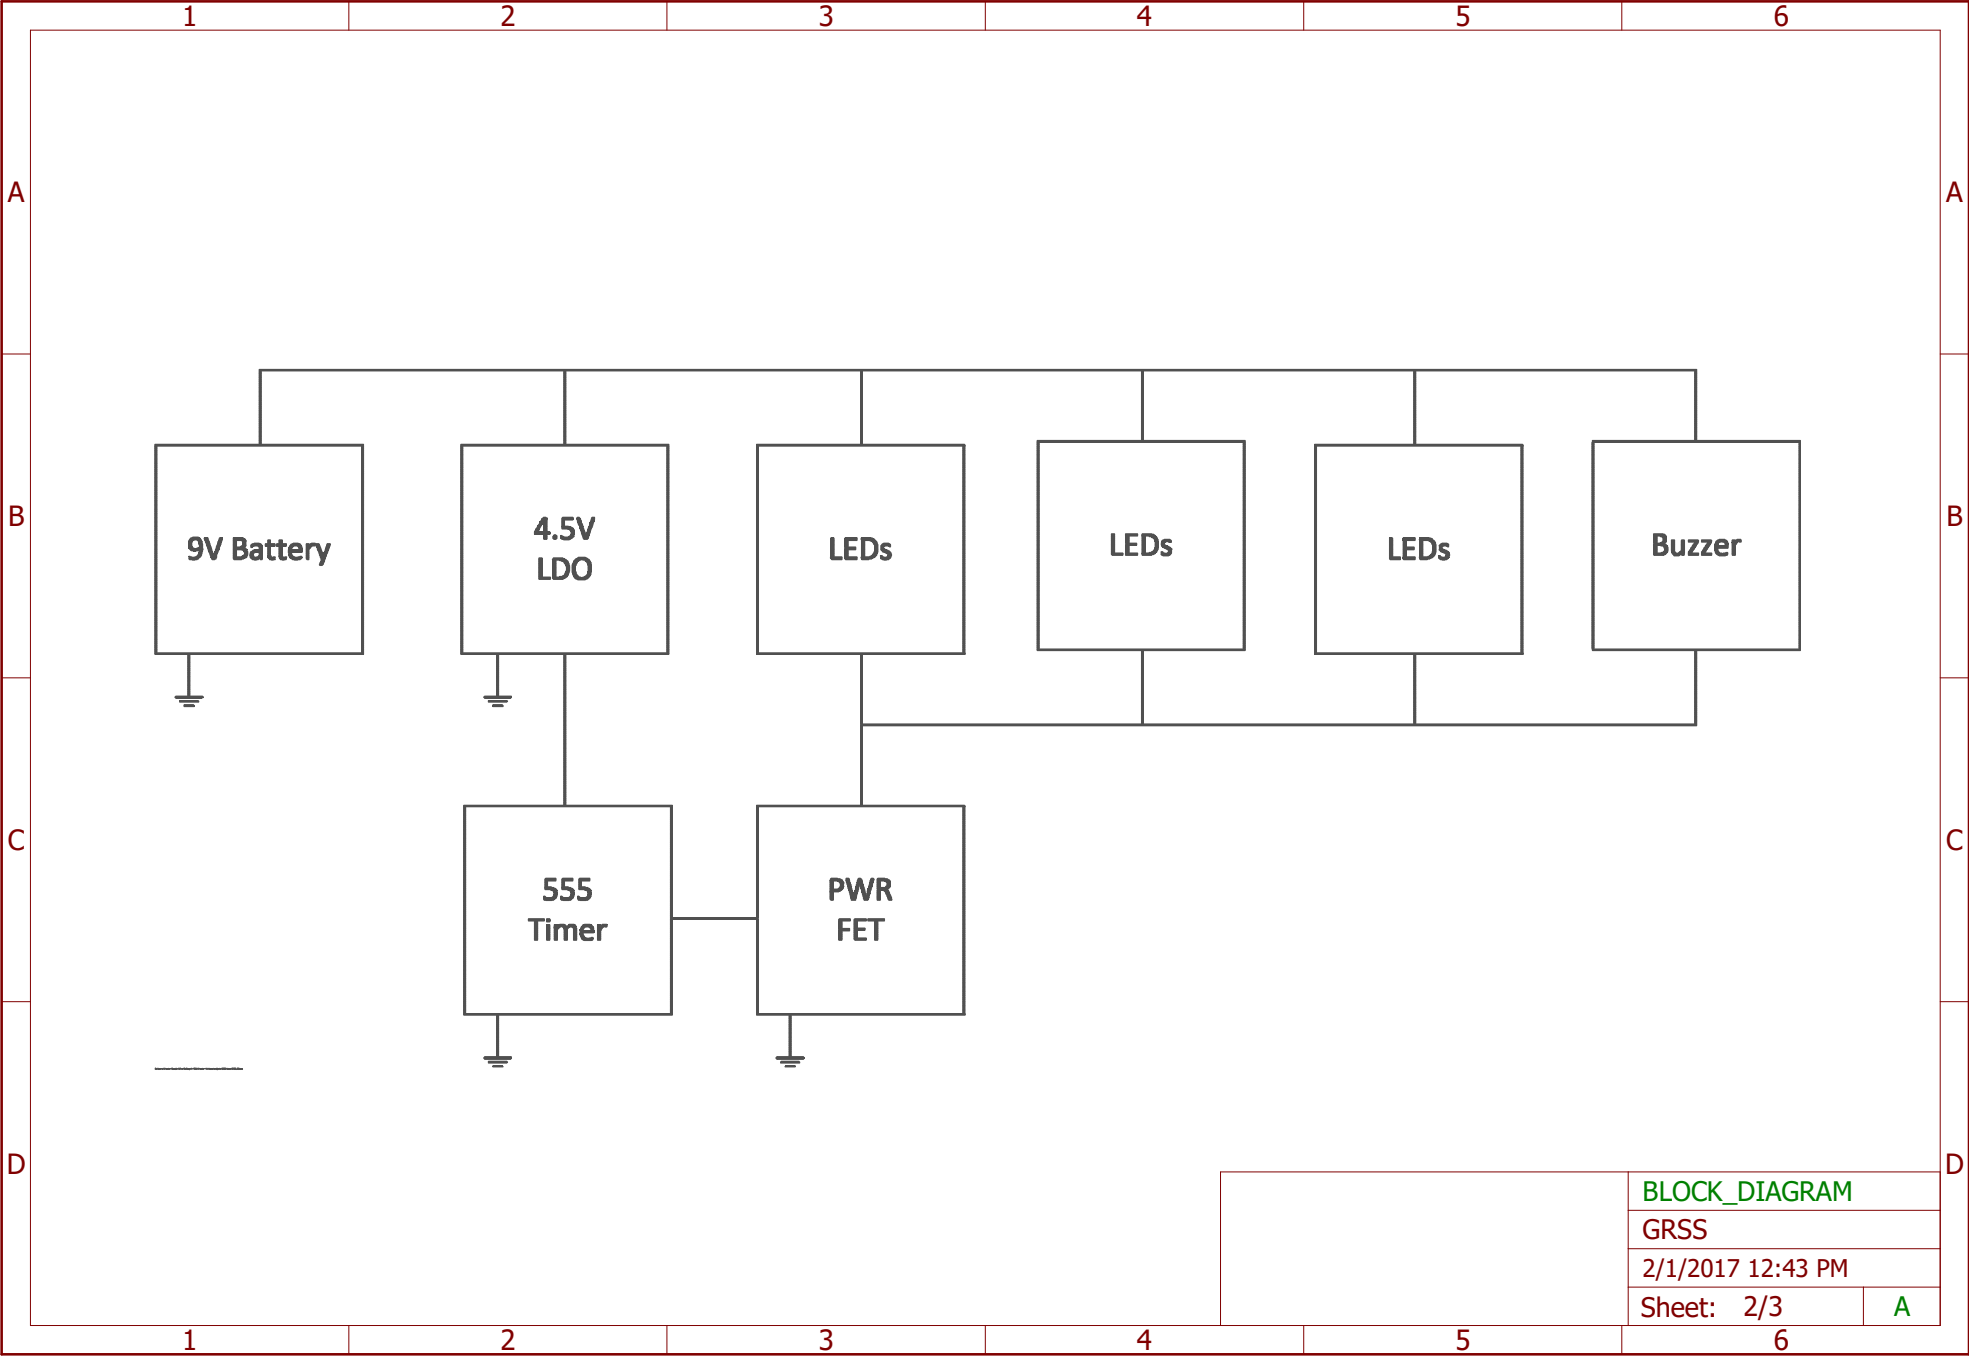 1 2 3 4 5 6
A A
9V Battery
4.5V
LDO
LEDs
LEDs
LEDs
Buzzer
B B
555
Timer
PWR
FET
C C
D D
BLOCK_DIAGRAM
GRSS
2/1/2017 12:43 PM
Sheet: 2/3 A
1 2 3 4 5 6